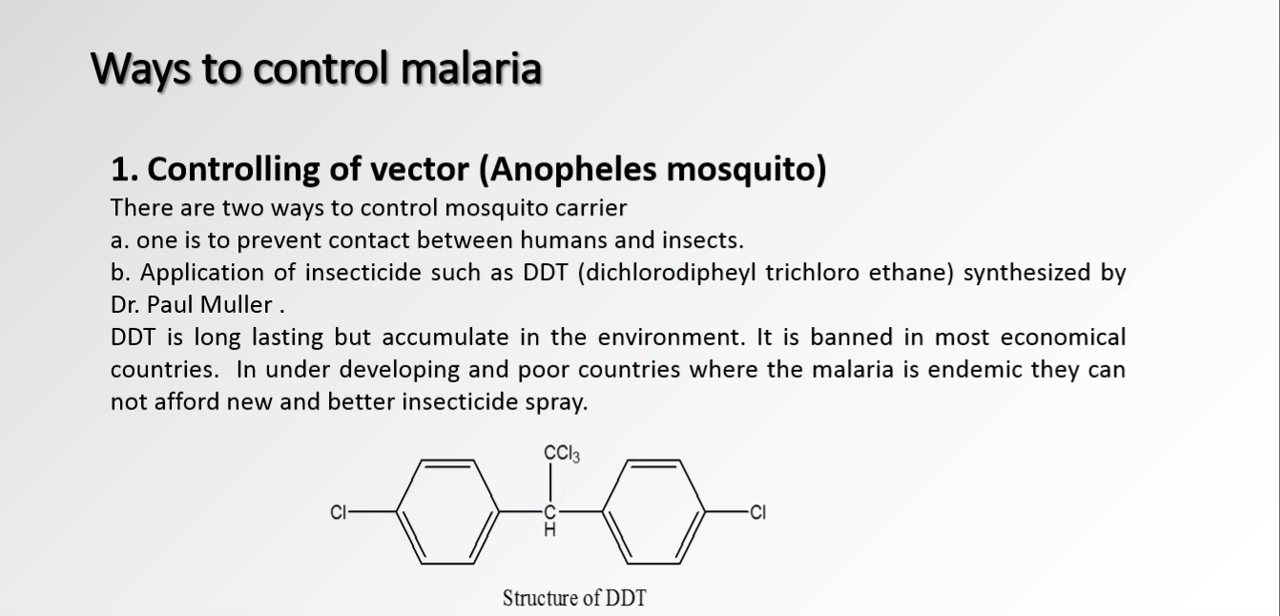 Ways to control malaria
1. Controlling of vector (Anopheles mosquito)
There are two ways to control mosquito carrier
a. one is to prevent contact between humans and insects.
b. Application of insecticide such as DDT (dichlorodipheyl trichloro ethane) synthesized by
Dr. Paul Muller .
DDT is long lasting but accumulate in the environment. It is banned in most economical
countries.  In under developing and poor countries where the malaria is endemic they can
not afford new and better insecticide spray.
CCl3
Cl C Cl
H
Structure of DDT